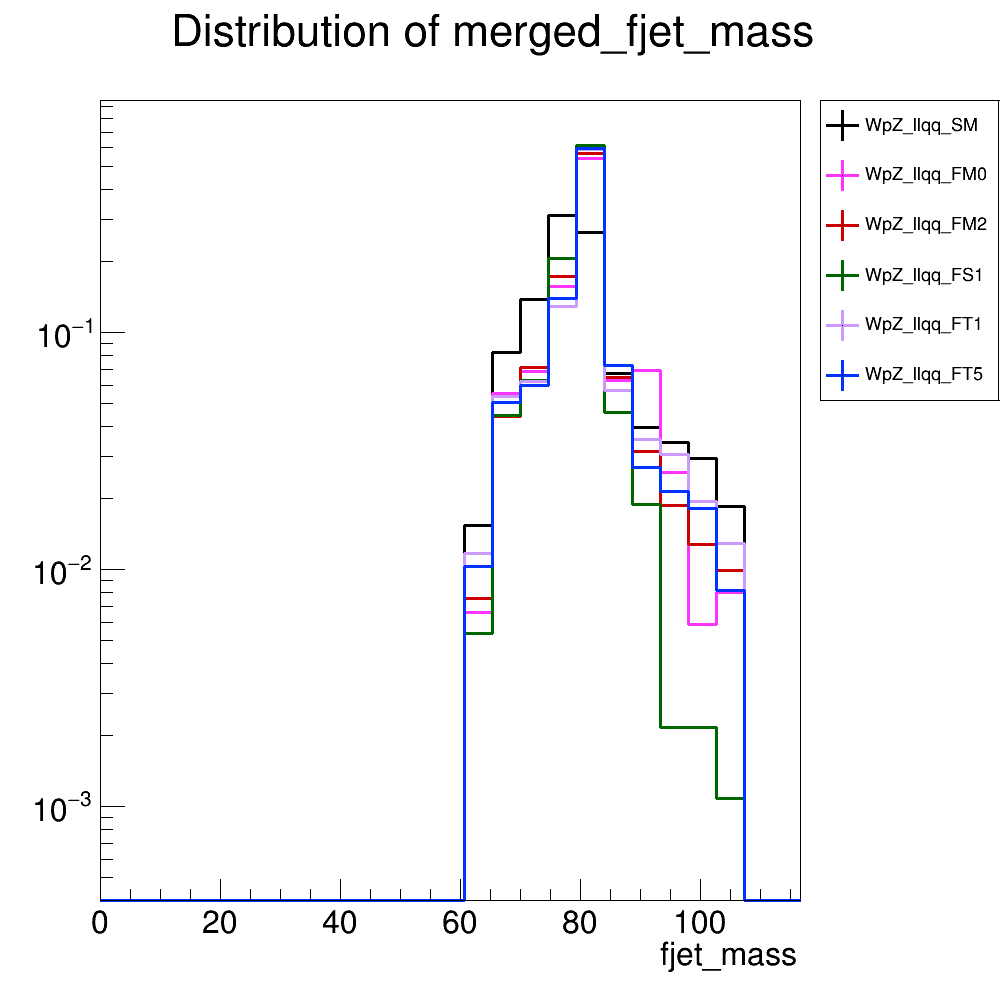 Distribution of merged_fjet_mass
WpZ_llqq_SM
WpZ_llqq_FM0
WpZ_llqq_FM2
WpZ_llqq_FS1
WpZ_llqq_FT1
WpZ_llqq_FT5
10⁻¹
10⁻²
10⁻³
0 20 40 60 80 100
fjet_mass